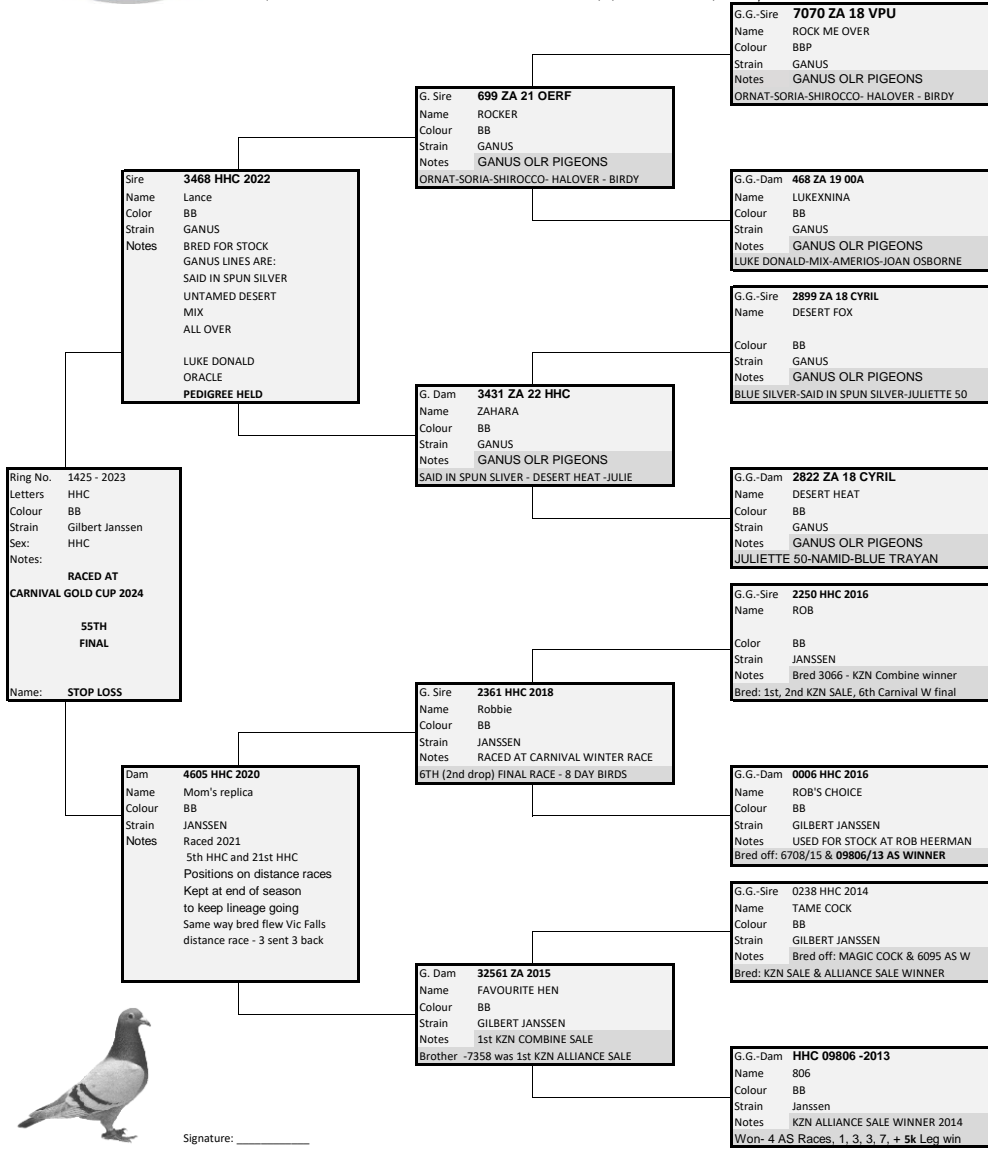 Ring No. 1425 - 2023
Letters HHC
Colour BB
Strain Gilbert Janssen
Sex: HHC
Notes:
RACED AT
CARNIVAL GOLD CUP 2024
55TH
FINAL
Name: STOP LOSS
Sire 3468 HHC 2022
Name Lance
Color BB
Strain GANUS
Notes BRED FOR STOCK
GANUS LINES ARE:
SAID IN SPUN SILVER
UNTAMED DESERT
MIX
ALL OVER
LUKE DONALD
ORACLE
PEDIGREE HELD
Dam 4605 HHC 2020
Name Mom's replica
Colour BB
Strain JANSSEN
Notes Raced 2021
5th HHC and 21st HHC
Positions on distance races
Kept at end of season
to keep lineage going
Same way bred flew Vic Falls
distance race - 3 sent 3 back
G. Sire 699 ZA 21 OERF
Name ROCKER
Colour BB
Strain GANUS
Notes GANUS OLR PIGEONS
ORNAT-SORIA-SHIROCCO- HALOVER - BIRDY
G. Dam 3431 ZA 22 HHC
Name ZAHARA
Colour BB
Strain GANUS
Notes GANUS OLR PIGEONS
SAID IN SPUN SLIVER - DESERT HEAT -JULIE
G. Sire 2361 HHC 2018
Name Robbie
Colour BB
Strain JANSSEN
Notes RACED AT CARNIVAL WINTER RACE
6TH (2nd drop) FINAL RACE - 8 DAY BIRDS
G. Dam 32561 ZA 2015
Name FAVOURITE HEN
Colour BB
Strain GILBERT JANSSEN
Notes 1st KZN COMBINE SALE
Brother -7358 was 1st KZN ALLIANCE SALE
G.G.-Sire 7070 ZA 18 VPU
Name ROCK ME OVER
Colour BBP
Strain GANUS
Notes GANUS OLR PIGEONS
ORNAT-SORIA-SHIROCCO- HALOVER - BIRDY
G.G.-Dam 468 ZA 19 00A
Name LUKEXNINA
Colour BB
Strain GANUS
Notes GANUS OLR PIGEONS
LUKE DONALD-MIX-AMERIOS-JOAN OSBORNE
G.G.-Sire 2899 ZA 18 CYRIL
Name DESERT FOX
Colour BB
Strain GANUS
Notes GANUS OLR PIGEONS
BLUE SILVER-SAID IN SPUN SILVER-JULIETTE 50
G.G.-Dam 2822 ZA 18 CYRIL
Name DESERT HEAT
Colour BB
Strain GANUS
Notes GANUS OLR PIGEONS
JULIETTE 50-NAMID-BLUE TRAYAN
G.G.-Sire 2250 HHC 2016
Name ROB
Color BB
Strain JANSSEN
Notes Bred 3066 - KZN Combine winner
Bred: 1st, 2nd KZN SALE, 6th Carnival W final
G.G.-Dam 0006 HHC 2016
Name ROB'S CHOICE
Colour BB
Strain GILBERT JANSSEN
Notes USED FOR STOCK AT ROB HEERMAN
Bred off: 6708/15 & 09806/13 AS WINNER
G.G.-Sire 0238 HHC 2014
Name TAME COCK
Colour BB
Strain GILBERT JANSSEN
Notes Bred off: MAGIC COCK & 6095 AS W
Bred: KZN SALE & ALLIANCE SALE WINNER
G.G.-Dam HHC 09806 -2013
Name 806
Colour BB
Strain Janssen
Notes KZN ALLIANCE SALE WINNER 2014
Won- 4 AS Races, 1, 3, 3, 7, + 5k Leg win
Signature: ____________